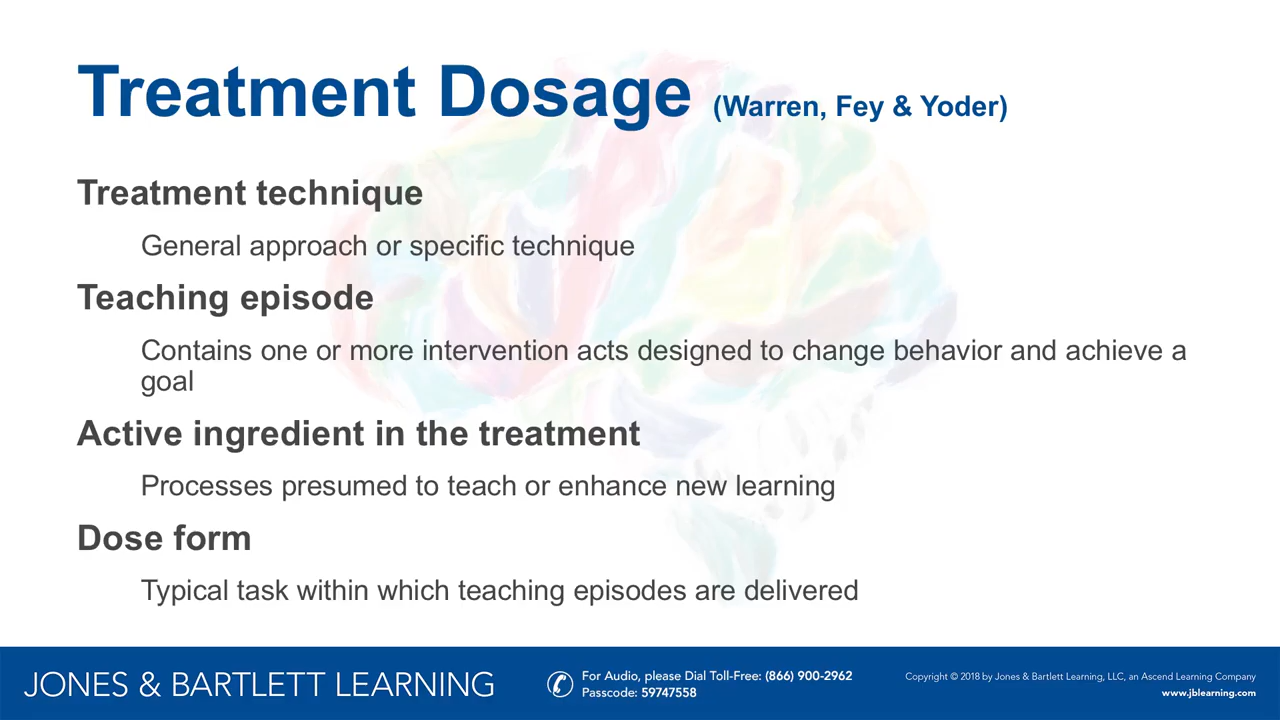 Treatment Dosage (Warren, Fey & Yoder)
Treatment technique
General approach or specific technique
Teaching episode
Contains one or more intervention acts designed to change behavior and achieve a
goal
Active ingredient in the treatment
Processes presumed to teach or enhance new learning
Dose form
Typical task within which teaching episodes are delivered
JONES & BARTLETT LEARNING
For Audio, please Dial Toll-Free: (866) 900-2962
Passcode: 59747558
Copyright © 2018 by Jones & Bartlett Learning, LLC, an Ascend Learning Company
www.jblearning.com